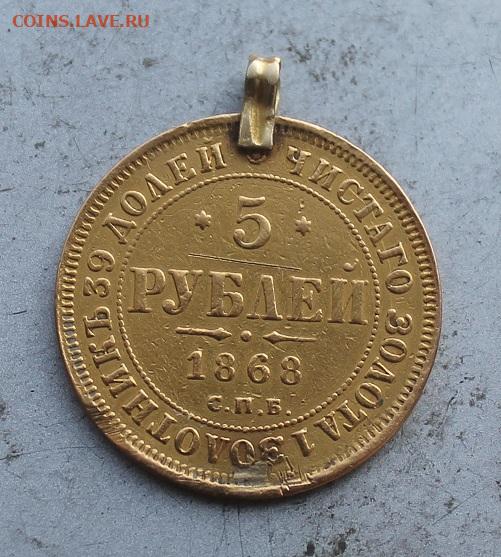 COINS.LAVE.RU
ЧИСТАГО ЗОЛОТА 1 ЗОЛОТНИКЪ 39 ДОЛЕЙ
* 5 *
РУБЛЕЙ
1868
С.П.Б.